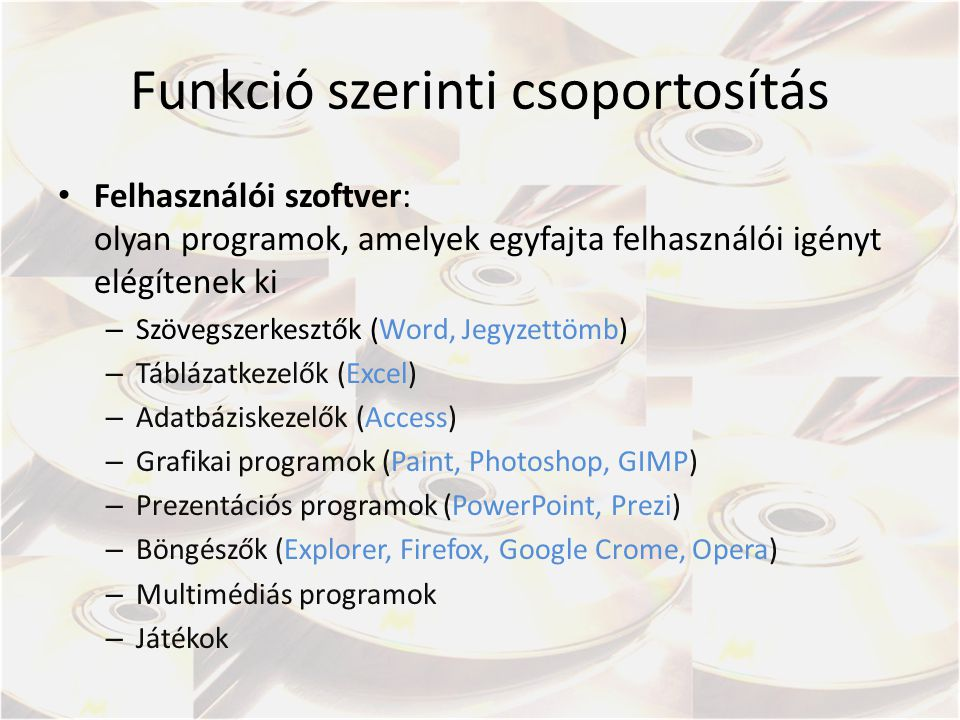 Funkció szerinti csoportosítás
• Felhasználói szoftver:
olyan programok, amelyek egyfajta felhasználói igényt
elégítenek ki
– Szövegszerkesztők (Word, Jegyzettömb)
– Táblázatkezelők (Excel)
– Adatbáziskezelők (Access)
– Grafikai programok (Paint, Photoshop, GIMP)
– Prezentációs programok (PowerPoint, Prezi)
– Böngészők (Explorer, Firefox, Google Crome, Opera)
– Multimédiás programok
– Játékok